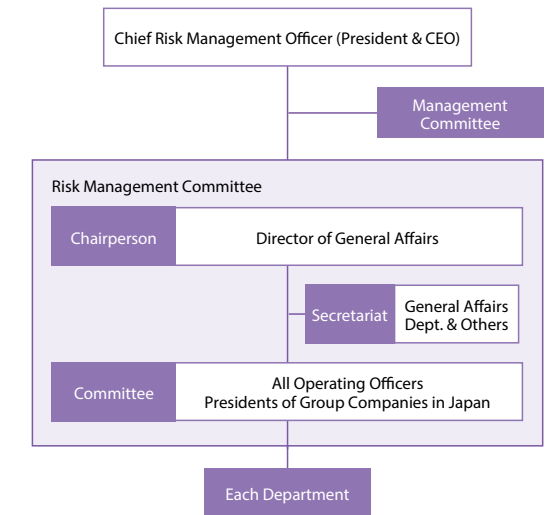 Chief Risk Management Officer (President & CEO)
Management
Committee
Risk Management Committee
Chairperson
Director of General Affairs
Secretariat
General Affairs
Dept. & Others
Committee
All Operating Officers
Presidents of Group Companies in Japan
Each Department